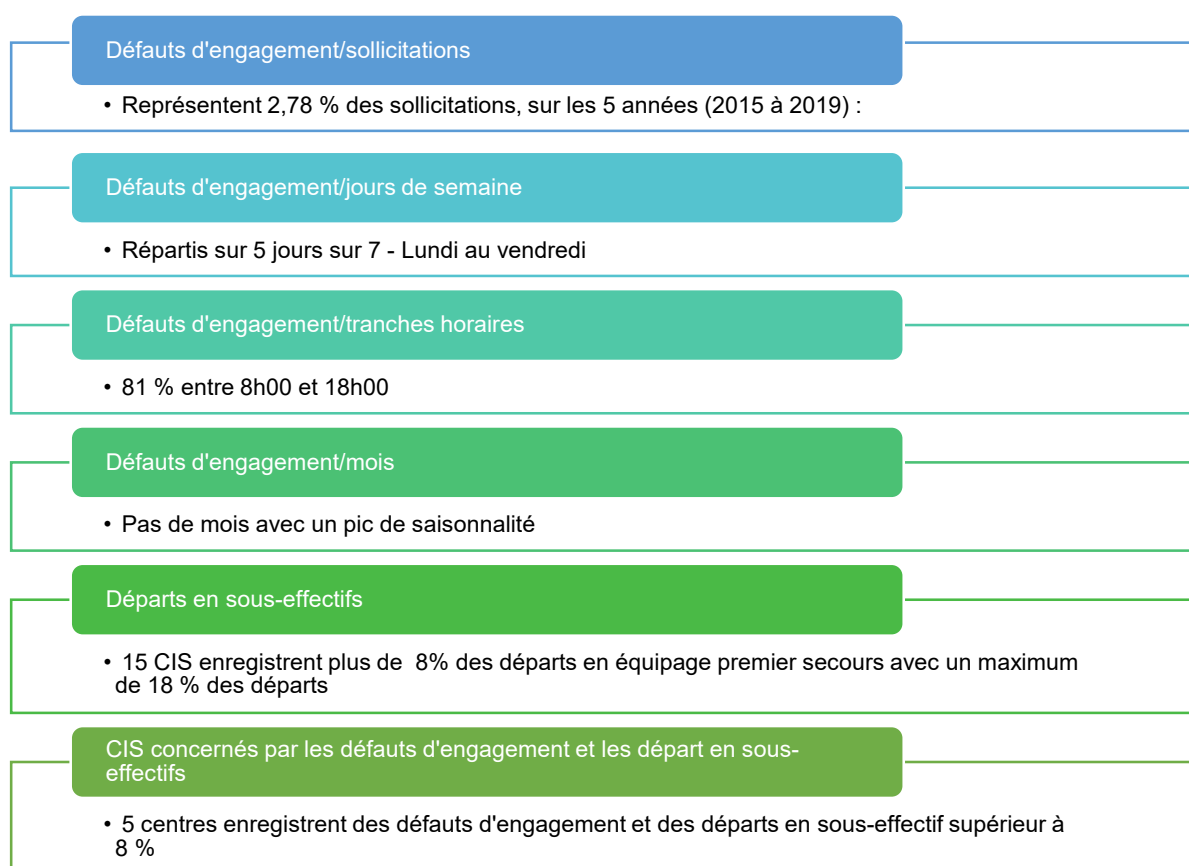 Défauts d'engagement/sollicitations
• Représentent 2,78 % des sollicitations, sur les 5 années (2015 à 2019) :
Défauts d'engagement/jours de semaine
• Répartis sur 5 jours sur 7 - Lundi au vendredi
Défauts d'engagement/tranches horaires
• 81 % entre 8h00 et 18h00
Défauts d'engagement/mois
• Pas de mois avec un pic de saisonnalité
Départs en sous-effectifs
• 15 CIS enregistrent plus de 8% des départs en équipage premier secours avec un maximum
de 18 % des départs
CIS concernés par les défauts d'engagement et les départ en sous-
effectifs
• 5 centres enregistrent des défauts d'engagement et des départs en sous-effectif supérieur à
8 %